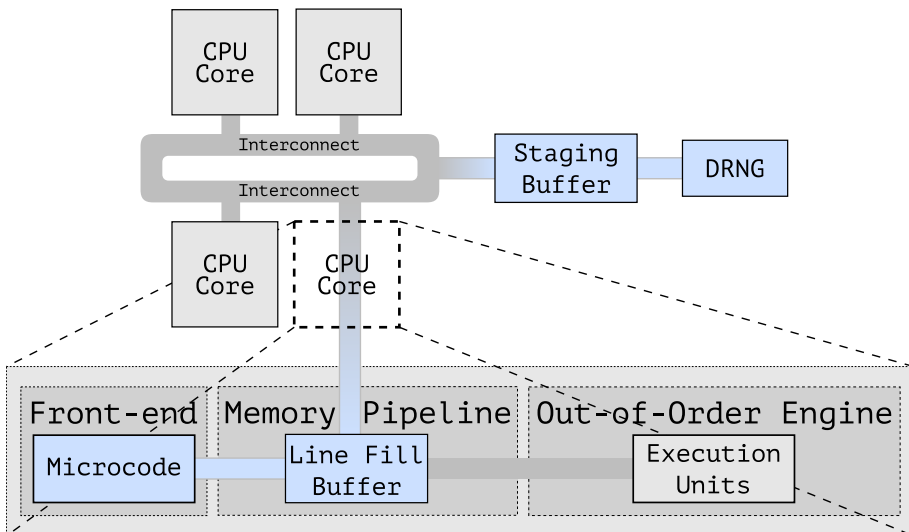 CPU
Core
CPU
Core
Interconnect
Staging
Buffer
DRNG
Interconnect
CPU
Core
CPU
Core
Front-end
Memory Pipeline
Out-of-Order Engine
Microcode
Line Fill
Buffer
Execution
Units